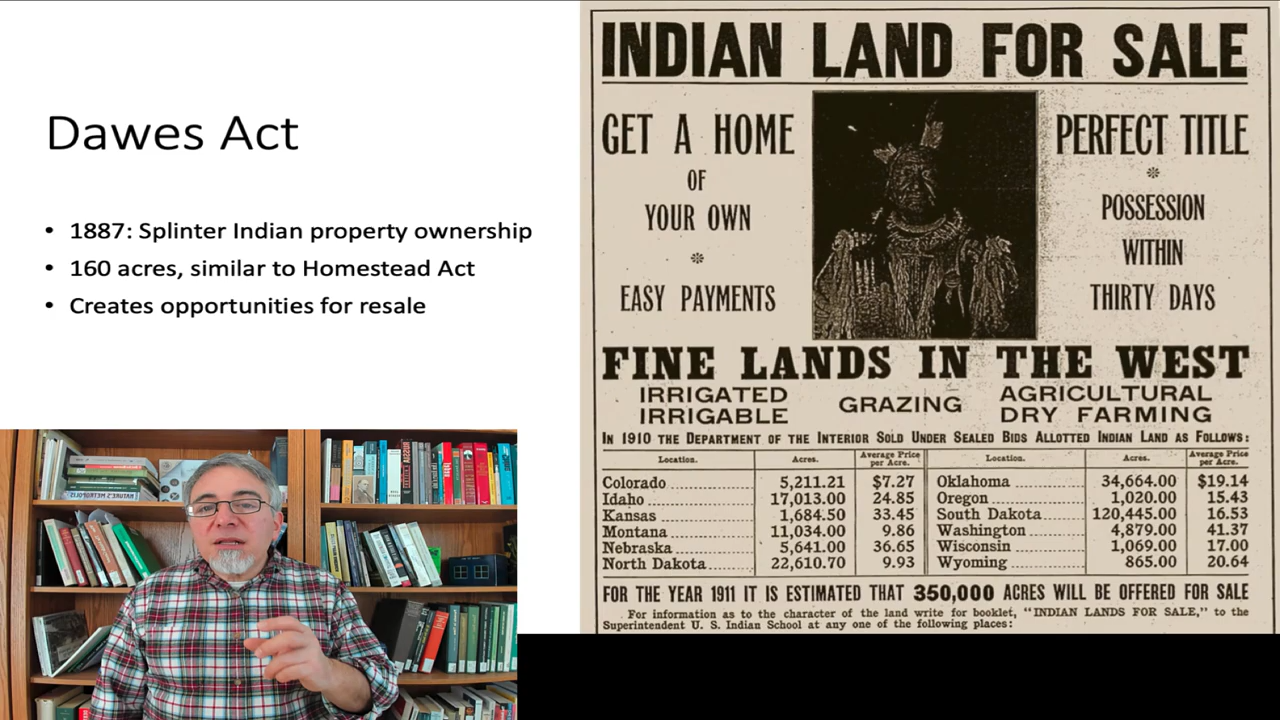 Dawes Act
• 1887: Splinter Indian property ownership
• 160 acres, similar to Homestead Act
• Creates opportunities for resale
INDIAN LAND FOR SALE
GET A HOME
OF
YOUR OWN
EASY PAYMENTS
PERFECT TITLE
POSSESSION
WITHIN
THIRTY DAYS
FINE LANDS IN THE WEST
IRRIGATED
IRRIGABLE
GRAZING
AGRICULTURAL
DRY FARMING
IN 1910 THE DEPARTMENT OF THE INTERIOR SOLD UNDER SEALED BIDS ALLOTTED INDIAN LAND AS FOLLOWS:
Location. Acres. Average Price per Acre. Location. Acres. Average Price per Acre.
Colorado 5,211.21 $7.27 Oklahoma 34,664.00 $19.14
Idaho 17,013.00 24.85 Oregon 1,020.00 15.43
Kansas 1,684.50 33.45 South Dakota 120,445.00 16.53
Montana 11,034.00 9.86 Washington 4,879.00 41.37
Nebraska 5,641.00 36.65 Wisconsin 1,069.00 17.00
North Dakota 22,610.70 9.93 Wyoming 865.00 20.64
FOR THE YEAR 1911 IT IS ESTIMATED THAT 350,000 ACRES WILL BE OFFERED FOR SALE
For information as to the character of the land write for booklet, "INDIAN LANDS FOR SALE," to the
Superintendent U. S. Indian School at any one of the following places:
NATURE'S METROPOLIS